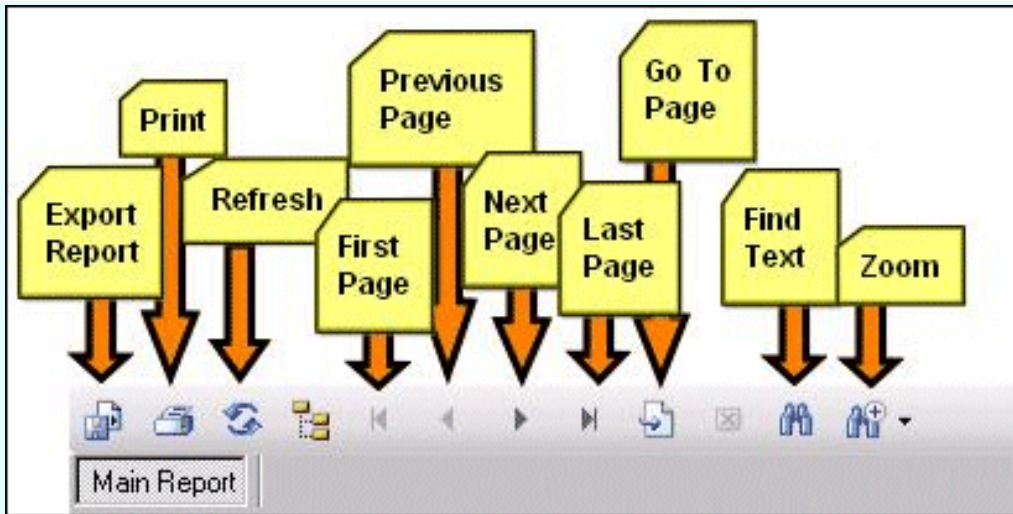 Export
Report
Print
Refresh
First
Page
Previous
Page
Next
Page
Last
Page
Go To
Page
Find
Text
Zoom
Main Report